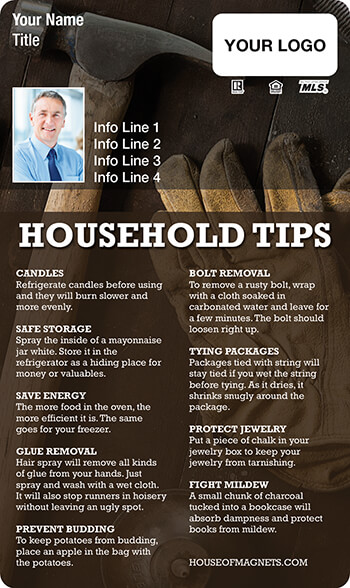 Your Name
Title
YOUR LOGO
MLS
Info Line 1
Info Line 2
Info Line 3
Info Line 4
HOUSEHOLD TIPS
CANDLES
Refrigerate candles before using
and they will burn slower and
more evenly.
SAFE STORAGE
Spray the inside of a mayonnaise
jar white. Store it in the
refrigerator as a hiding place for
money or valuables.
SAVE ENERGY
The more food in the oven, the
more efficient it is. The same
goes for your freezer.
GLUE REMOVAL
Hair spray will remove all kinds
of glue from your hands. Just
spray and wash with a wet cloth.
It will also stop runners in hoisery
without leaving an ugly spot.
PREVENT BUDDING
To keep potatoes from budding,
place an apple in the bag with
the potatoes.
BOLT REMOVAL
To remove a rusty bolt, wrap
with a cloth soaked in
carbonated water and leave for
a few minutes. The bolt should
loosen right up.
TYING PACKAGES
Packages tied with string will
stay tied if you wet the string
before tying. As it dries, it
shrinks snugly around the
package.
PROTECT JEWELRY
Put a piece of chalk in your
jewelry box to keep your
jewelry from tarnishing.
FIGHT MILDEW
A small chunk of charcoal
tucked into a bookcase will
absorb dampness and protect
books from mildew.
HOUSEOFMAGNETS.COM